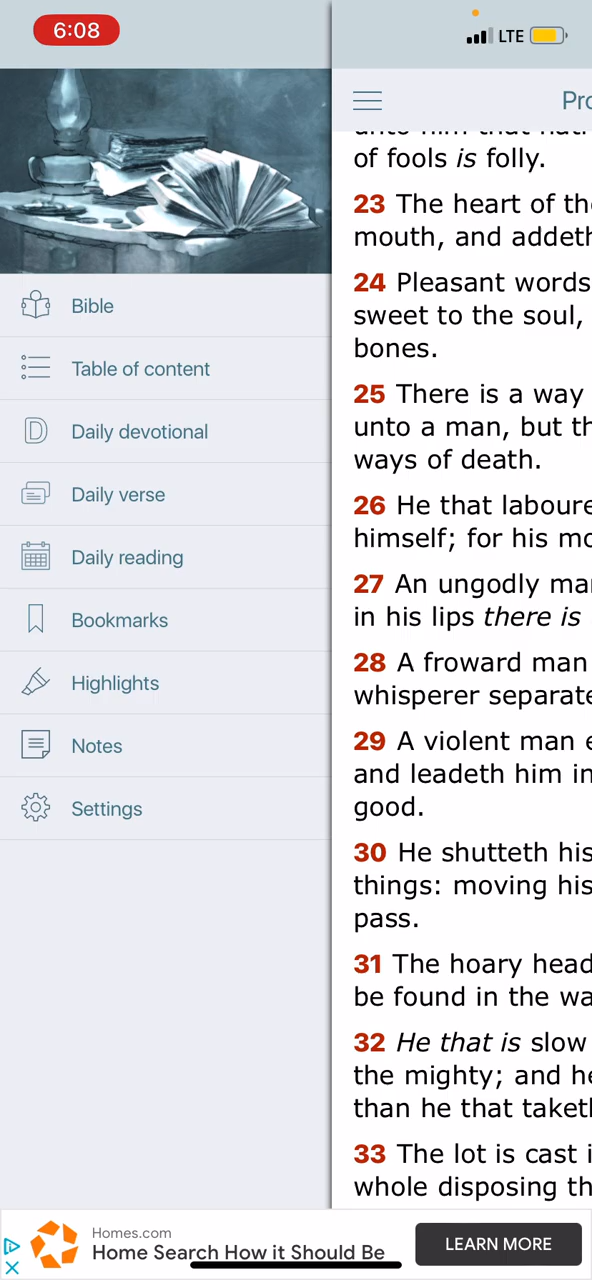 6:08
LTE
Bible
Table of content
Daily devotional
Daily verse
Daily reading
Bookmarks
Highlights
Notes
Settings
of fools is folly.
23 The heart of the
mouth, and addeth
24 Pleasant words
sweet to the soul,
bones.
25 There is a way
unto a man, but th
ways of death.
26 He that laboure
himself; for his mo
27 An ungodly ma
in his lips there is
28 A froward man
whisperer separate
29 A violent man e
and leadeth him in
good.
30 He shutteth his
things: moving his
pass.
31 The hoary head
be found in the wa
32 He that is slow
the mighty; and he
than he that taketh
33 The lot is cast i
whole disposing th
Homes.com
Home Search How it Should Be
LEARN MORE